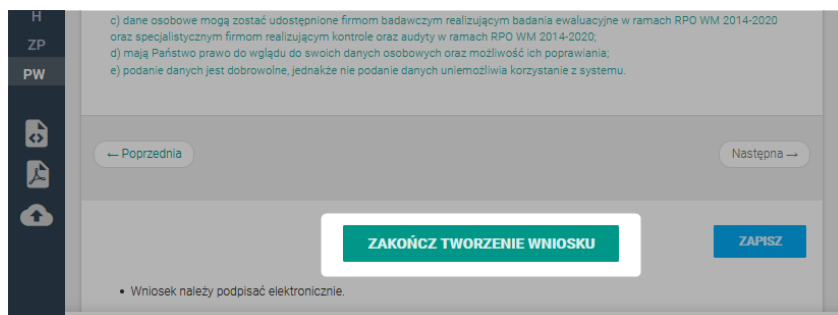 H
ZP
PW
c) dane osobowe mogą zostać udostępnione firmom badawczym realizującym badania ewaluacyjne w ramach RPO WM 2014-2020
oraz specjalistycznym firmom realizującym kontrole oraz audyty w ramach RPO WM 2014-2020;
d) mają Państwo prawo do wglądu do swoich danych osobowych oraz możliwość ich poprawiania;
e) podanie danych jest dobrowolne, jednakże nie podanie danych uniemożliwia korzystanie z systemu.
← Poprzednia
Następna →
ZAKOŃCZ TWORZENIE WNIOSKU
ZAPISZ
• Wniosek należy podpisać elektronicznie.